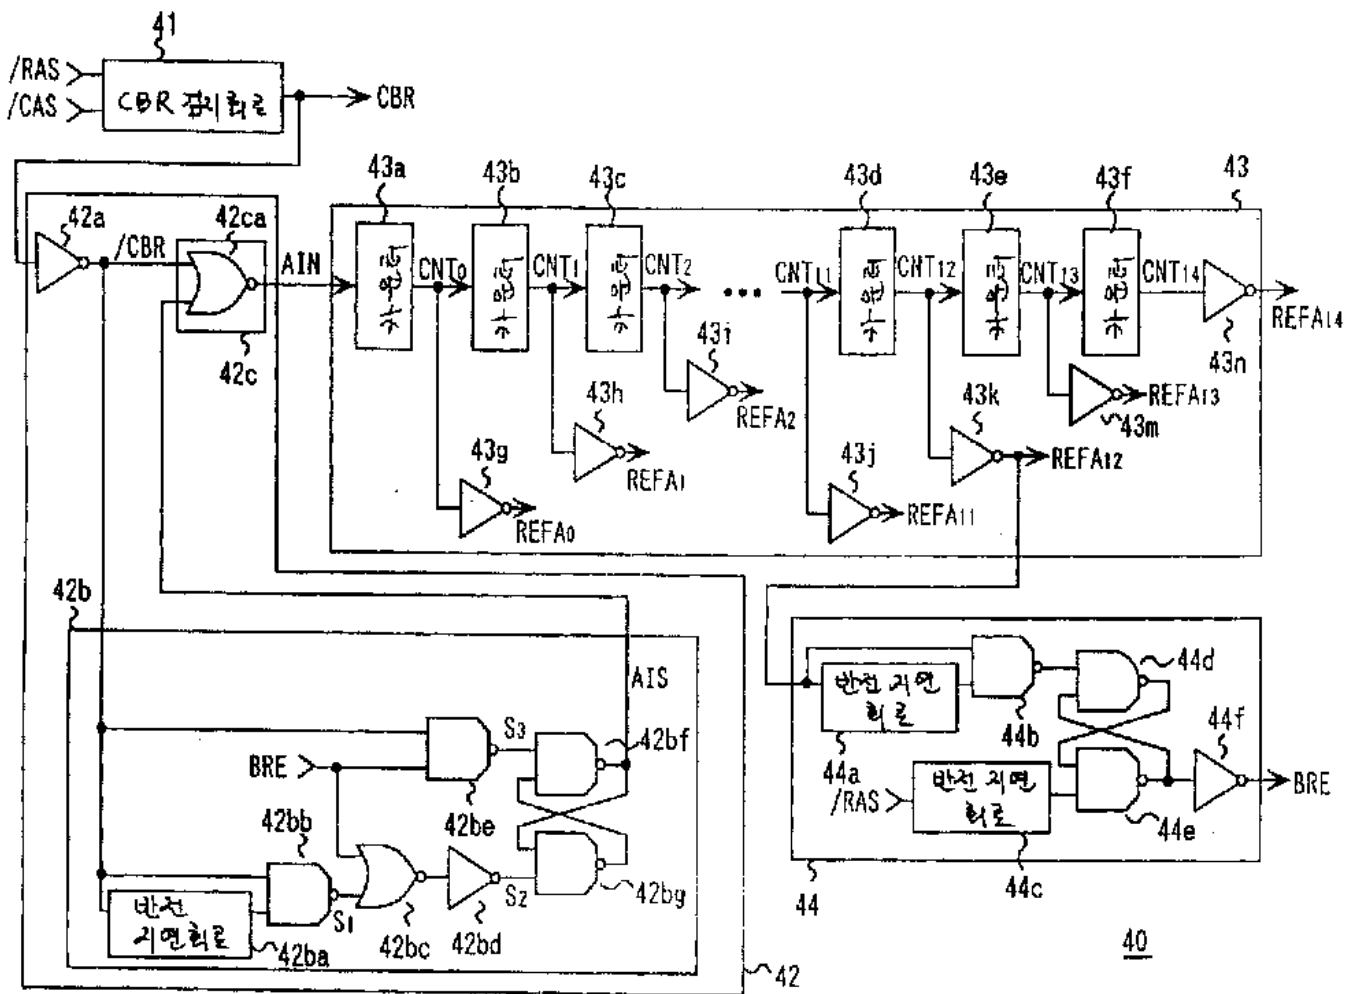 41
/RAS
/CAS
CBR 검지회로
CBR
42a
/CBR
42ca
42c
AIN
43a
43b
43c
43d
43e
43f
43
CNT0
CNT1
CNT2
CNT11
CNT12
CNT13
CNT14
43n
REFA14
43i
REFA2
43h
REFA1
43g
REFA0
43m
REFA13
43k
REFA12
43j
REFA11
42b
AIS
S3
42bf
BRE
42be
42bb
42bg
S2
S1
42bc
42bd
반전
지연회로
42ba
42
44d
반전 지연
회로
44b
44a
44f
반전 지연
회로
/RAS
BRE
44e
44c
44
40